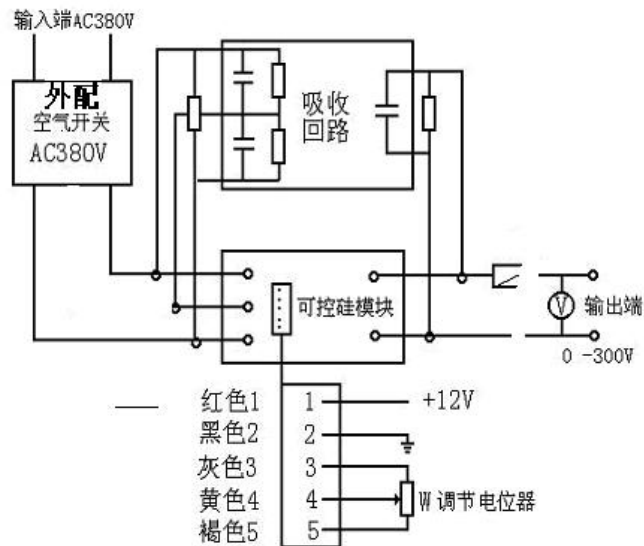 输入端AC380V
外配
空气开关
AC380V
吸收
回路
可控硅模块
V
输出端
0 -300V
红色1
1
+12V
黑色2
2
灰色3
3
黄色4
4
W 调节电位器
褐色5
5